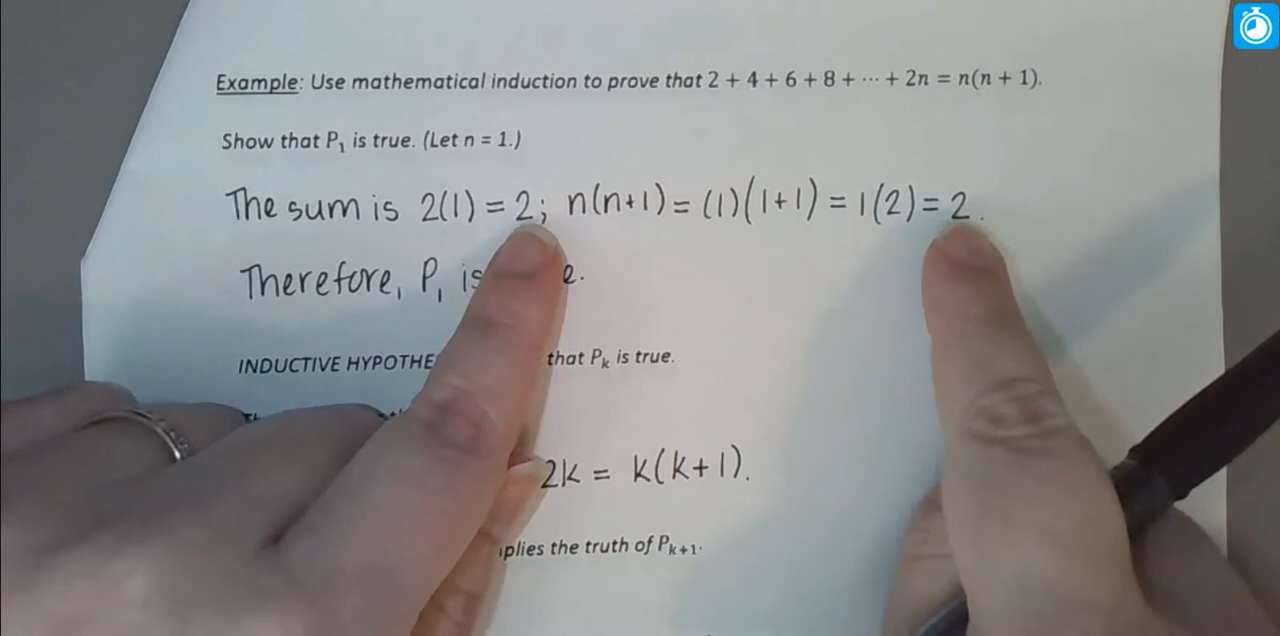 Example: Use mathematical induction to prove that 2 + 4 + 6 + 8 + ⋯ + 2n = n(n + 1).
Show that P₁ is true. (Let n = 1.)
The sum is 2(1) = 2; n(n+1) = (1)(1+1) = 1(2) = 2.
Therefore, P₁ is
INDUCTIVE that Pₖ is true.
2k = k(k+1).
the truth of Pₖ₊₁.